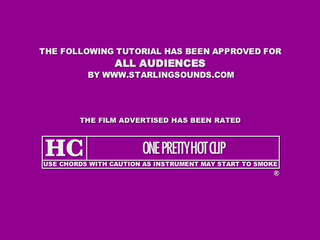 THE FOLLOWING TUTORIAL HAS BEEN APPROVED FOR
ALL AUDIENCES
BY WWW.STARLINGSOUNDS.COM
THE FILM ADVERTISED HAS BEEN RATED
HC ONE PRETTY HOT CLIP
USE CHORDS WITH CAUTION AS INSTRUMENT MAY START TO SMOKE
®